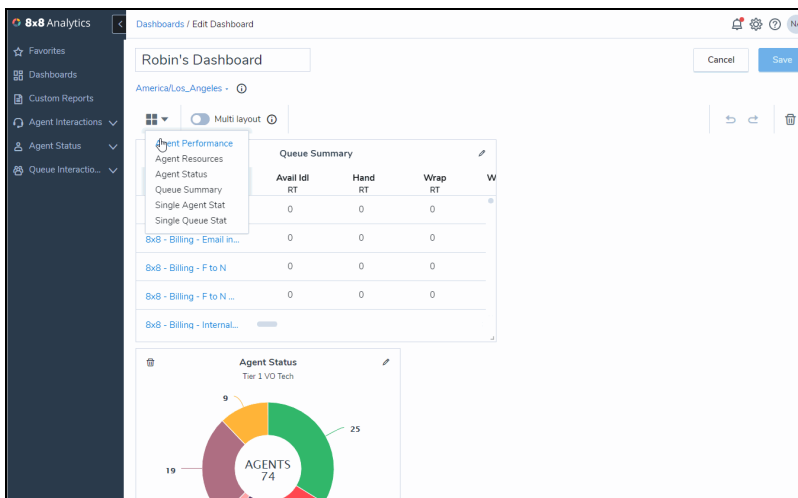 8x8 Analytics
Dashboards / Edit Dashboard
Favorites
Dashboards
Custom Reports
Agent Interactions
Agent Status
Queue Interactio...
Robin's Dashboard
Cancel
Save
America/Los_Angeles
Multi layout
Agent Performance
Agent Resources
Agent Status
Queue Summary
Single Agent Stat
Single Queue Stat
Queue Summary
Avail Idl Hand Wrap W
RT RT RT
0 0 0
8x8 - Billing - Email in... 0 0 0
8x8 - Billing - F to N 0 0 0
8x8 - Billing - F to N ... 0 0 0
8x8 - Billing - Internal...
Agent Status
Tier 1 VO Tech
9
25
19
AGENTS
74